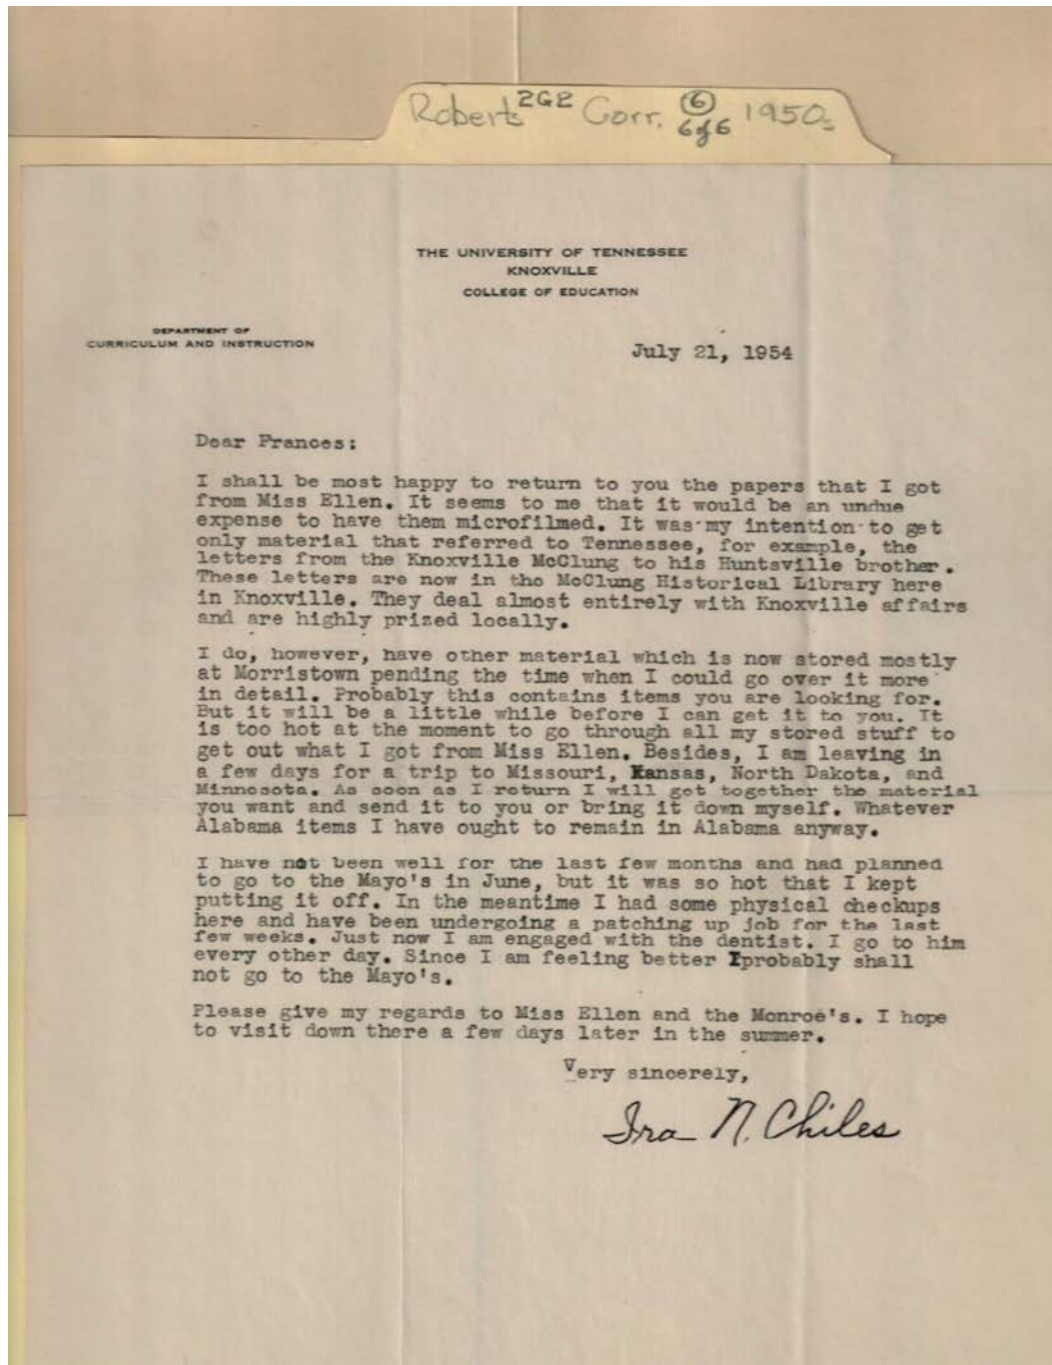 Roberts 2G2 Corr. 6 6 of 6 1950s
THE UNIVERSITY OF TENNESSEE
KNOXVILLE
COLLEGE OF EDUCATION
DEPARTMENT OF
CURRICULUM AND INSTRUCTION
July 21, 1954
Dear Frances:
I shall be most happy to return to you the papers that I got
from Miss Ellen. It seems to me that it would be an undue
expense to have them microfilmed. It was my intention to get
only material that referred to Tennessee, for example, the
letters from the Knoxville McClung to his Huntsville brother.
These letters are now in the McClung Historical Library here
in Knoxville. They deal almost entirely with Knoxville affairs
and are highly prized locally.
I do, however, have other material which is now stored mostly
at Morristown pending the time when I could go over it more
in detail. Probably this contains items you are looking for.
But it will be a little while before I can get it to you. It
is too hot at the moment to go through all my stored stuff to
get out what I got from Miss Ellen. Besides, I am leaving in
a few days for a trip to Missouri, Kansas, North Dakota, and
Minnesota. As soon as I return I will get together the material
you want and send it to you or bring it down myself. Whatever
Alabama items I have ought to remain in Alabama anyway.
I have not been well for the last few months and had planned
to go to the Mayo's in June, but it was so hot that I kept
putting it off. In the meantime I had some physical checkups
here and have been undergoing a patching up job for the last
few weeks. Just now I am engaged with the dentist. I go to him
every other day. Since I am feeling better Iprobably shall
not go to the Mayo's.
Please give my regards to Miss Ellen and the Monroe's. I hope
to visit down there a few days later in the summer.
Very sincerely,
Ira N. Chiles